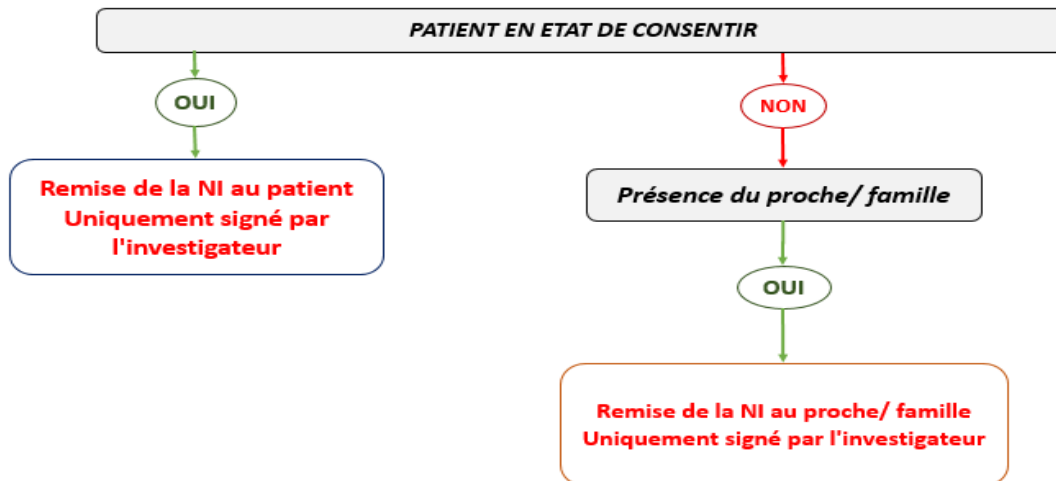 PATIENT EN ETAT DE CONSENTIR
OUI
NON
Remise de la NI au patient
Uniquement signé par
l'investigateur
Présence du proche/ famille
OUI
Remise de la NI au proche/ famille
Uniquement signé par l'investigateur